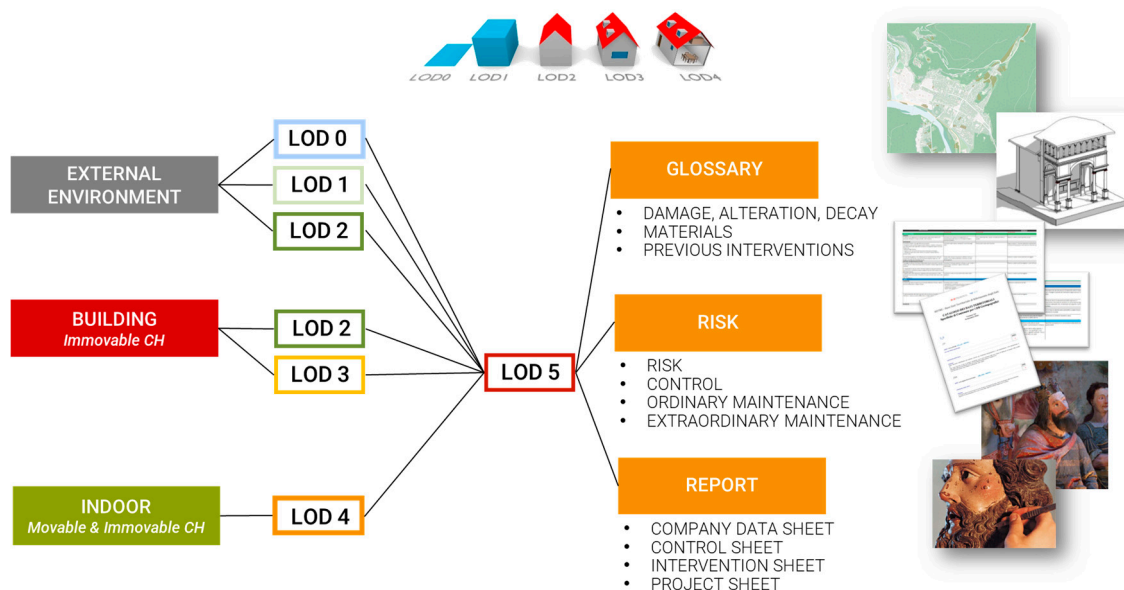 LOD0
LOD1
LOD2
LOD3
LOD4
EXTERNAL
ENVIRONMENT
LOD 0
LOD 1
LOD 2
BUILDING
Immovable CH
LOD 2
LOD 3
INDOOR
Movable & Immovable CH
LOD 4
LOD 5
GLOSSARY
• DAMAGE, ALTERATION, DECAY
• MATERIALS
• PREVIOUS INTERVENTIONS
RISK
• RISK
• CONTROL
• ORDINARY MAINTENANCE
• EXTRAORDINARY MAINTENANCE
REPORT
• COMPANY DATA SHEET
• CONTROL SHEET
• INTERVENTION SHEET
• PROJECT SHEET